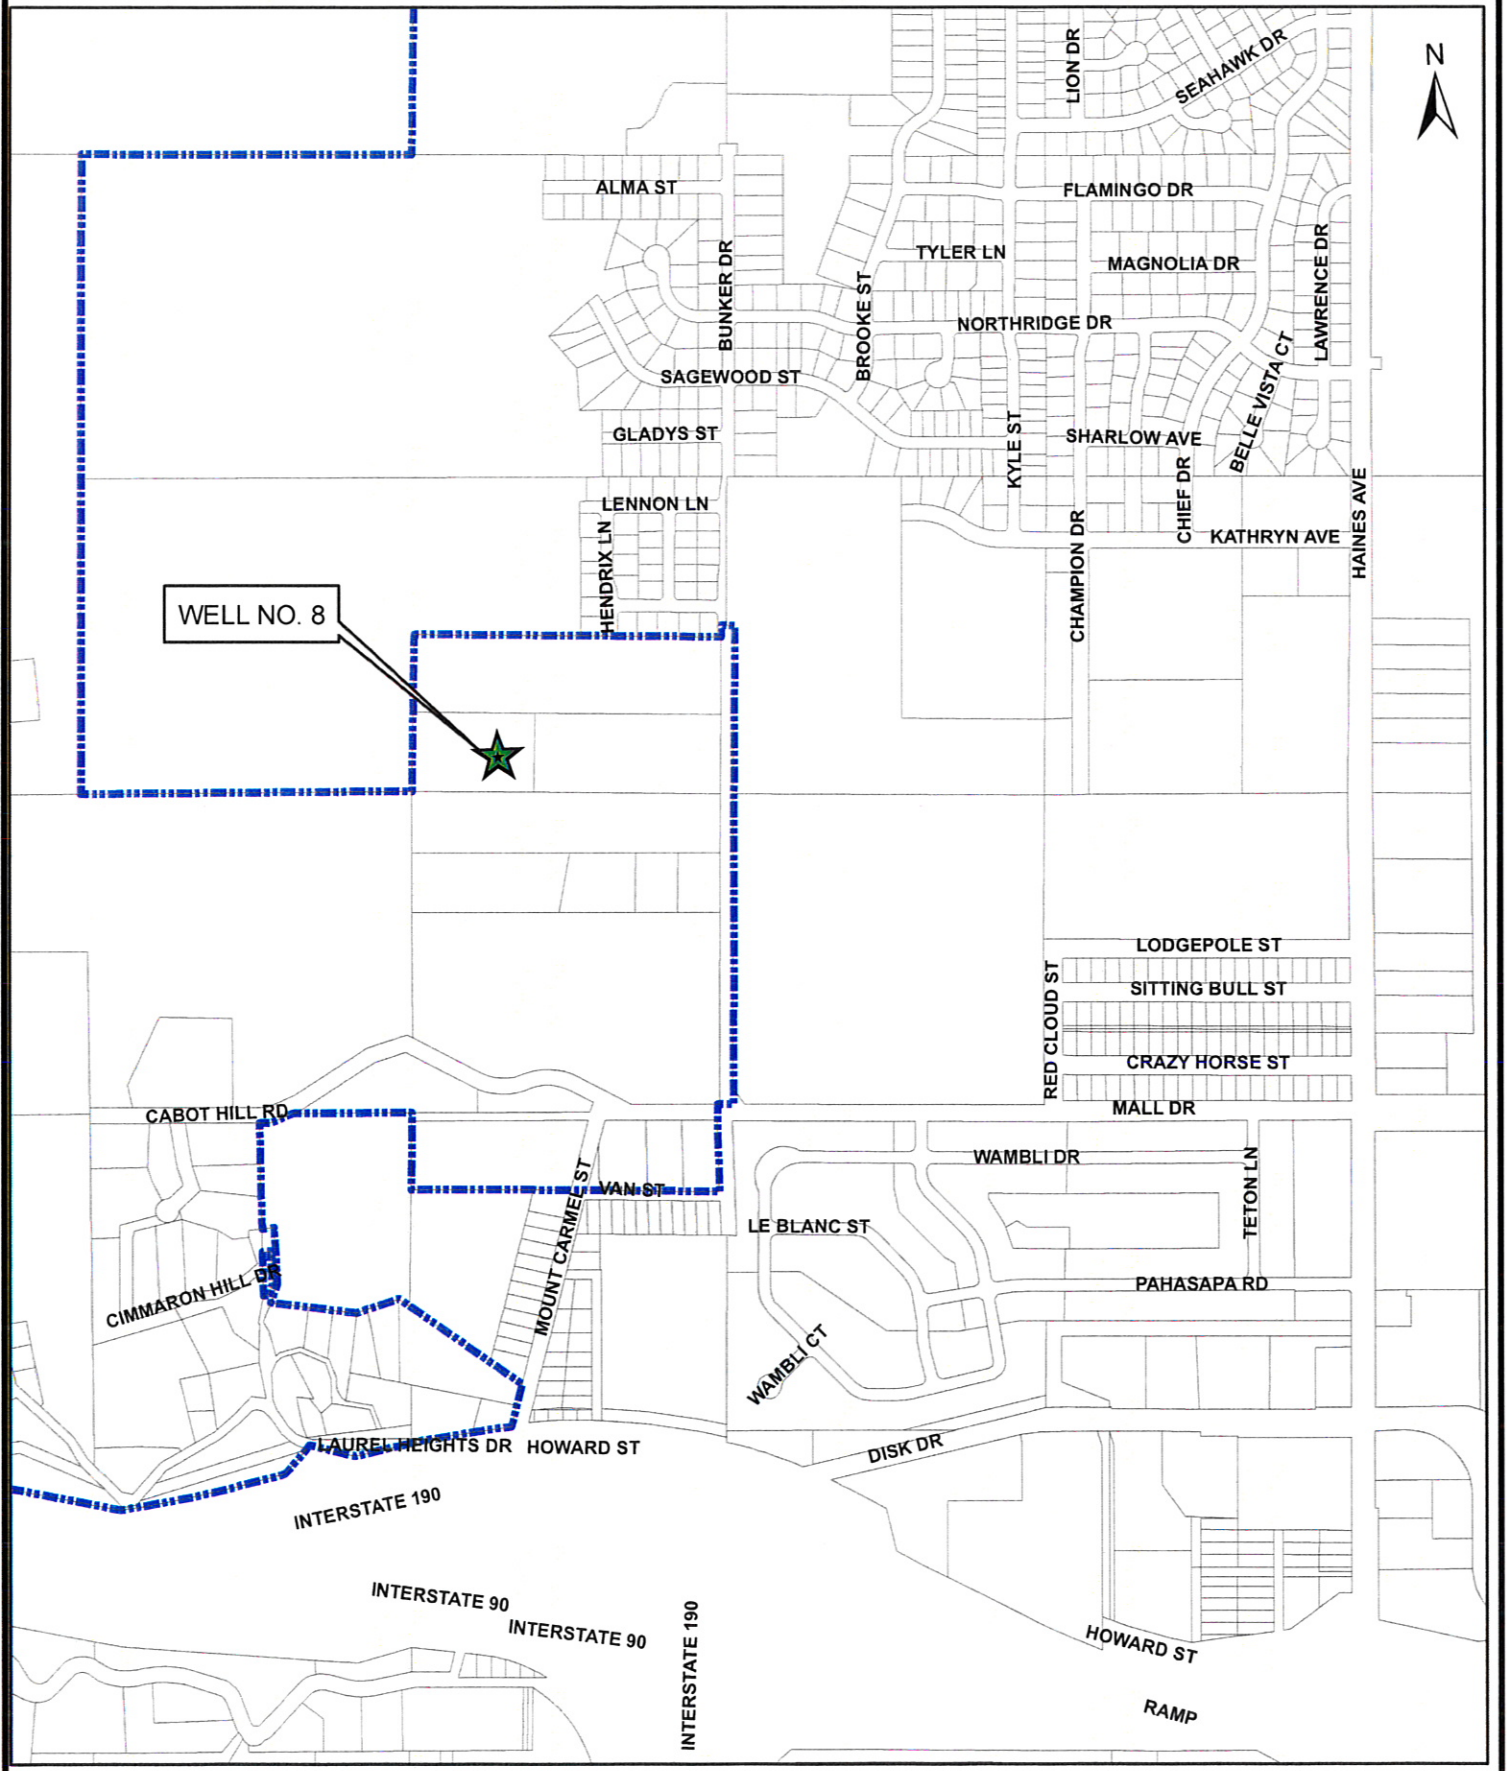 N
LION DR
SEAHAWK DR
ALMA ST
FLAMINGO DR
BUNKER DR
TYLER LN
MAGNOLIA DR
LAWRENCE DR
BROOKE ST
NORTHRIDGE DR
BELLE VISTA CT
SAGEWOOD ST
GLADYS ST
KYLE ST
SHARLOW AVE
CHIEF DR
HAINES AVE
LENNON LN
HENDRIX LN
CHAMPION DR
KATHRYN AVE
WELL NO. 8
LODGEPOLE ST
RED CLOUD ST
SITTING BULL ST
CRAZY HORSE ST
CABOT HILL RD
MALL DR
WAMBLI DR
TETON LN
MOUNT CARMEL ST
VAN ST
LE BLANC ST
CIMMARON HILL DR
PAHASAPA RD
WAMBLI CT
LAUREL HEIGHTS DR
HOWARD ST
DISK DR
INTERSTATE 190
INTERSTATE 90
INTERSTATE 90
INTERSTATE 190
HOWARD ST
RAMP